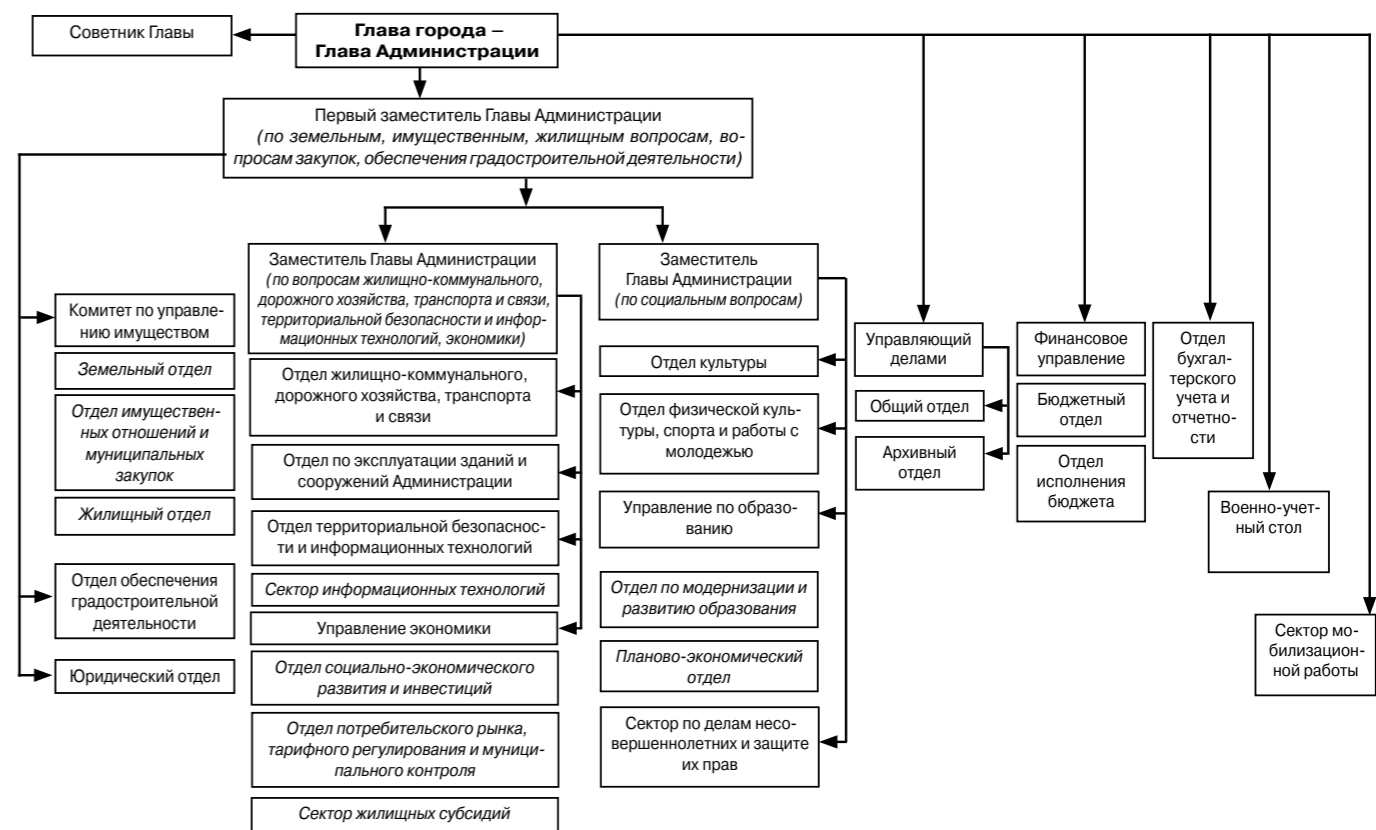 Советник Главы
Глава города –
Глава Администрации
Первый заместитель Главы Администрации
(по земельным, имущественным, жилищным вопросам, во-
просам закупок, обеспечения градостроительной деятельности)
Комитет по управле-
нию имуществом
Земельный отдел
Отдел имуществен-
ных отношений и
муниципальных
закупок
Жилищный отдел
Отдел обеспечения
градостроительной
деятельности
Юридический отдел
Заместитель Главы Администрации
(по вопросам жилищно-коммунального,
дорожного хозяйства, транспорта и связи,
территориальной безопасности и инфор-
мационных технологий, экономики)
Отдел жилищно-коммунального,
дорожного хозяйства, транспорта
и связи
Отдел по эксплуатации зданий и
сооружений Администрации
Отдел территориальной безопаснос-
ти и информационных технологий
Сектор информационных технологий
Управление экономики
Отдел социально-экономического
развития и инвестиций
Отдел потребительского рынка,
тарифного регулирования и муници-
пального контроля
Сектор жилищных субсидий
Заместитель
Главы Администрации
(по социальным вопросам)
Отдел культуры
Отдел физической куль-
туры, спорта и работы с
молодежью
Управление по образо-
ванию
Отдел по модернизации и
развитию образования
Планово-экономический
отдел
Сектор по делам несо-
вершеннолетних и защите
их прав
Управляющий
делами
Общий отдел
Архивный
отдел
Финансовое
управление
Бюджетный
отдел
Отдел
исполнения
бюджета
Отдел
бухгал-
терского
учета и
отчетно-
сти
Военно-учет-
ный стол
Сектор мо-
билизацион-
ной работы